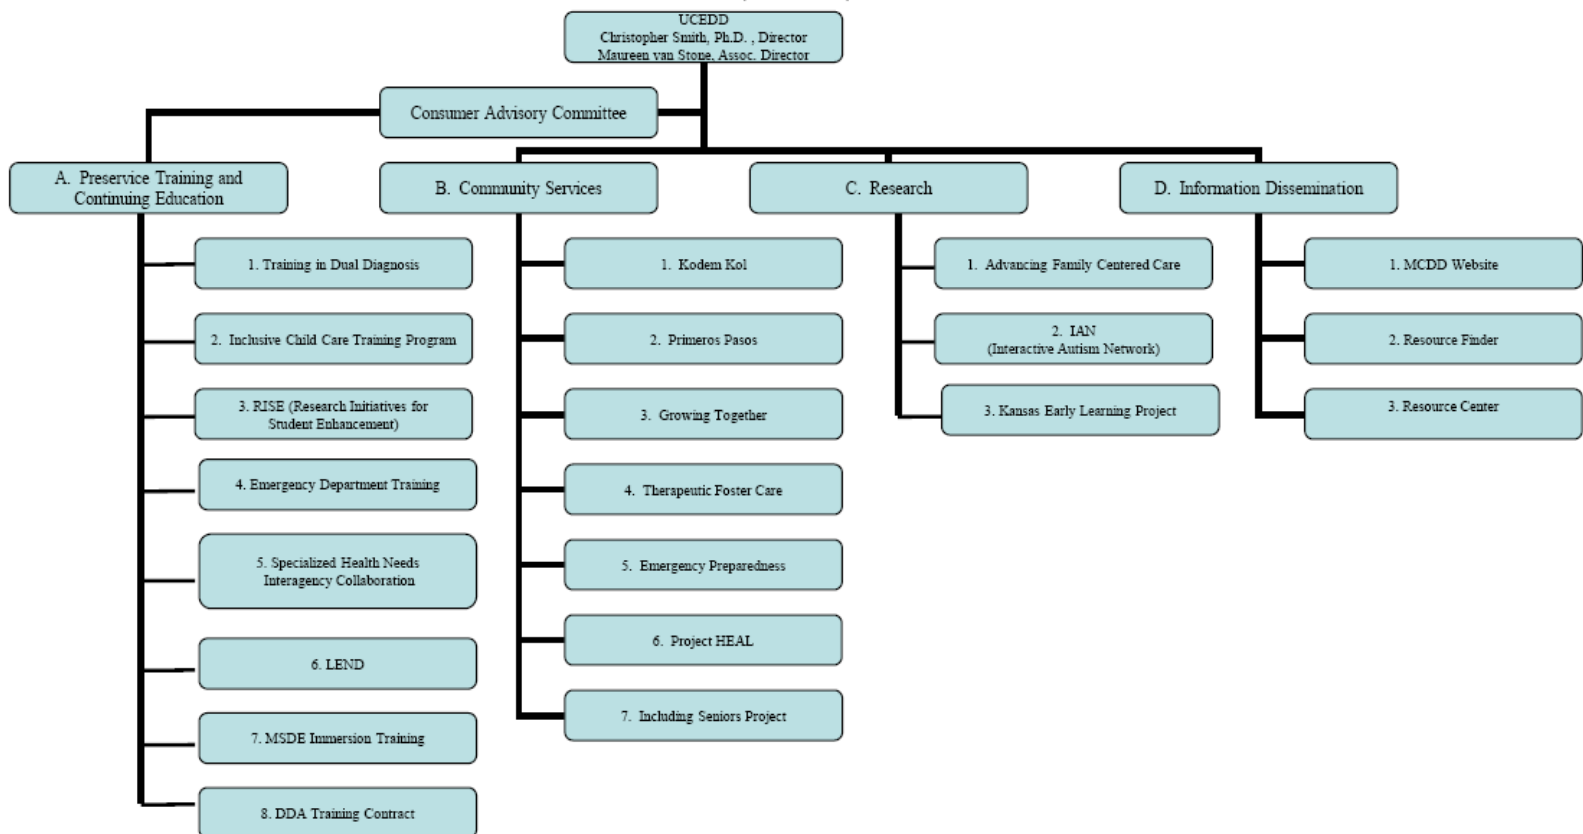 UCEDD
Christopher Smith, Ph.D. , Director
Maureen van Stone, Assoc. Director
Consumer Advisory Committee
A. Preservice Training and
Continuing Education
B. Community Services
C. Research
D. Information Dissemination
1. Training in Dual Diagnosis
2. Inclusive Child Care Training Program
3. RISE (Research Initiatives for
Student Enhancement)
4. Emergency Department Training
5. Specialized Health Needs
Interagency Collaboration
6. LEND
7. MSDE Immersion Training
8. DDA Training Contract
1. Kodem Kol
2. Primeros Pasos
3. Growing Together
4. Therapeutic Foster Care
5. Emergency Preparedness
6. Project HEAL
7. Including Seniors Project
1. Advancing Family Centered Care
2. IAN
(Interactive Autism Network)
3. Kansas Early Learning Project
1. MCDD Website
2. Resource Finder
3. Resource Center